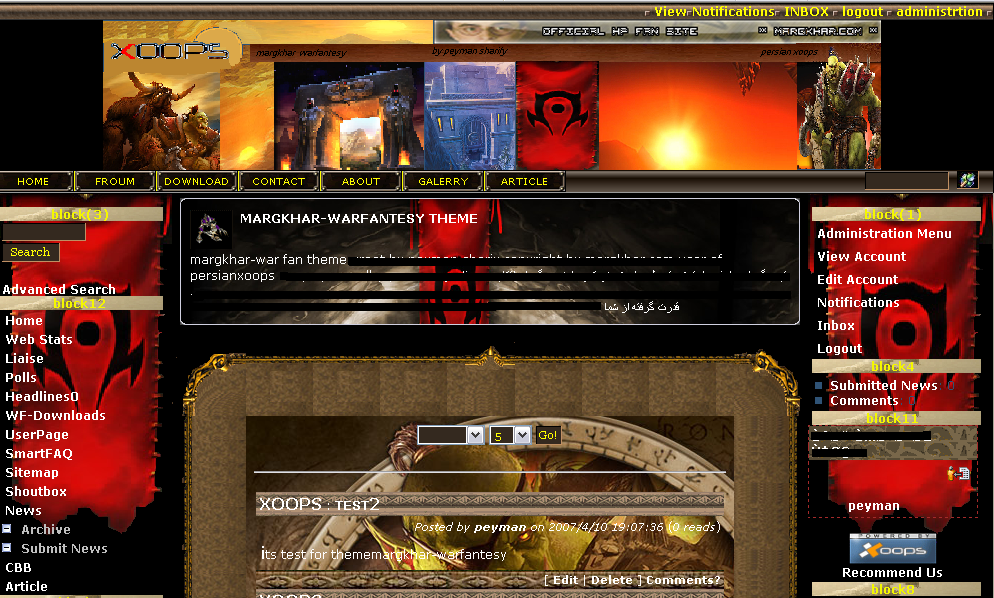 View Notifications INBOX logout administrtion
OFFICIAL HP FAN SITE MARGKHAR.COM
XOOPS margkhar warfantesy by peyman sharify persian xoops
HOME FROUM DOWNLOAD CONTACT ABOUT GALERRY ARTICLE
block(3)
Search
Advanced Search
block12
Home
Web Stats
Liaise
Polls
Headlines0
WF-Downloads
UserPage
SmartFAQ
Sitemap
Shoutbox
News
Archive
Submit News
CBB
Article
MARGKHAR-WARFANTESY THEME
margkhar-war fan theme
persianxoops
قدرت گرفته از شما
5 Go!
XOOPS : TEST2
Posted by peyman on 2007/4/10 19:07:36 (0 reads)
Its test for thememargkhar-warfantesy
[ Edit | Delete ] Comments?
block(1)
Administration Menu
View Account
Edit Account
Notifications
Inbox
Logout
block4
Submitted News: 0
Comments:
block11
peyman
POWERED BY
Xoops
Recommend Us
block8